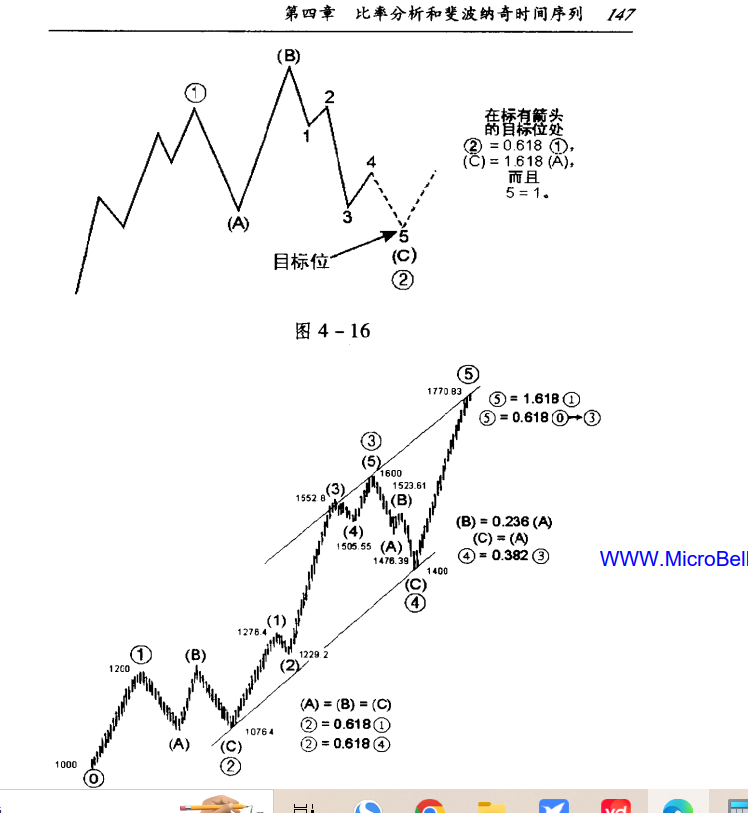 第四章 比率分析和斐波纳奇时间序列 147
(B)
①
2
1
4
(A)
3
5
(C)
②
目标位
在标有箭头
的目标位处
② = 0.618 ①,
(C) = 1.618 (A),
而且
5 = 1。
图 4-16
⑤
1770.83
⑤ = 1.618 ①
⑤ = 0.618 ⓪→③
③
(5)
1600
1523.61
(3)
1552.8
(B)
(4)
1505.55
(A)
1476.39
(B) = 0.236 (A)
(C) = (A)
④ = 0.382 ③
WWW.MicroBell
1400
(C)
④
(1)
1276.4
(2)
1229.2
①
1200
(B)
(A)
(C)
②
1076.4
(A) = (B) = (C)
② = 0.618 ①
② = 0.618 ④
1000
⓪